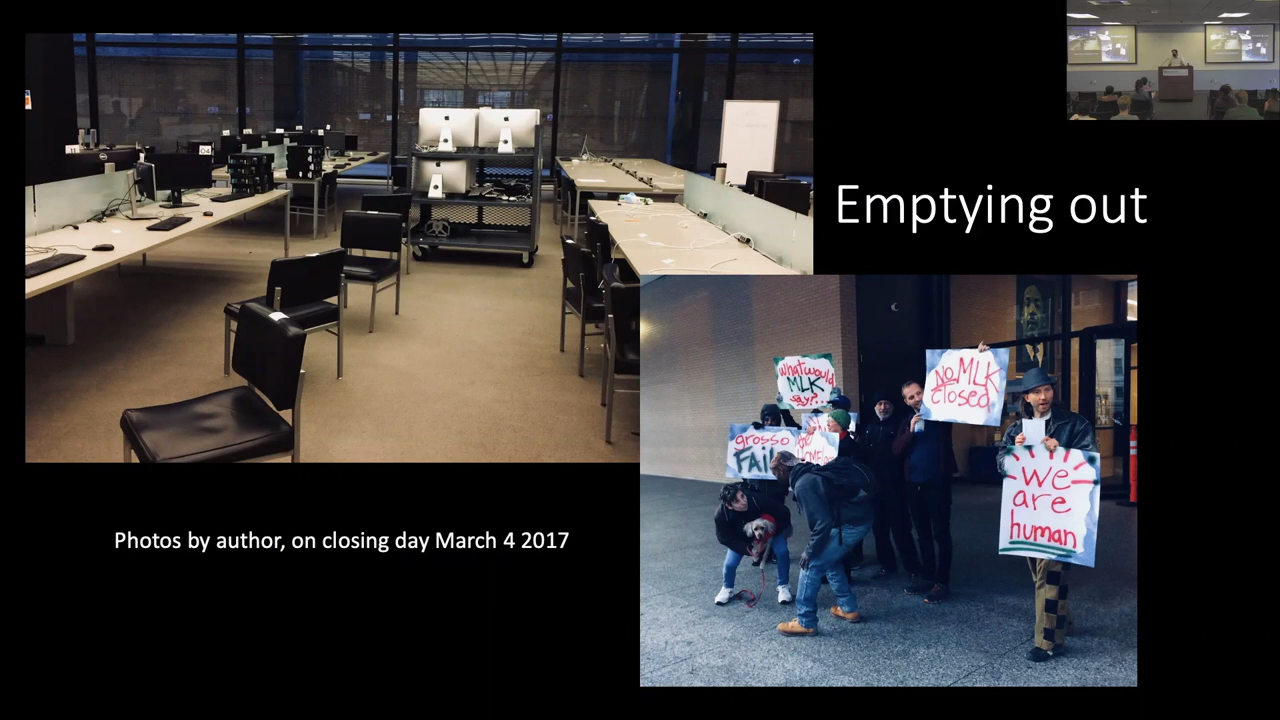 Emptying out
What would
MLK
say?...
No MLK
closed
grosso
FAIL
We
are
human
Photos by author, on closing day March 4 2017